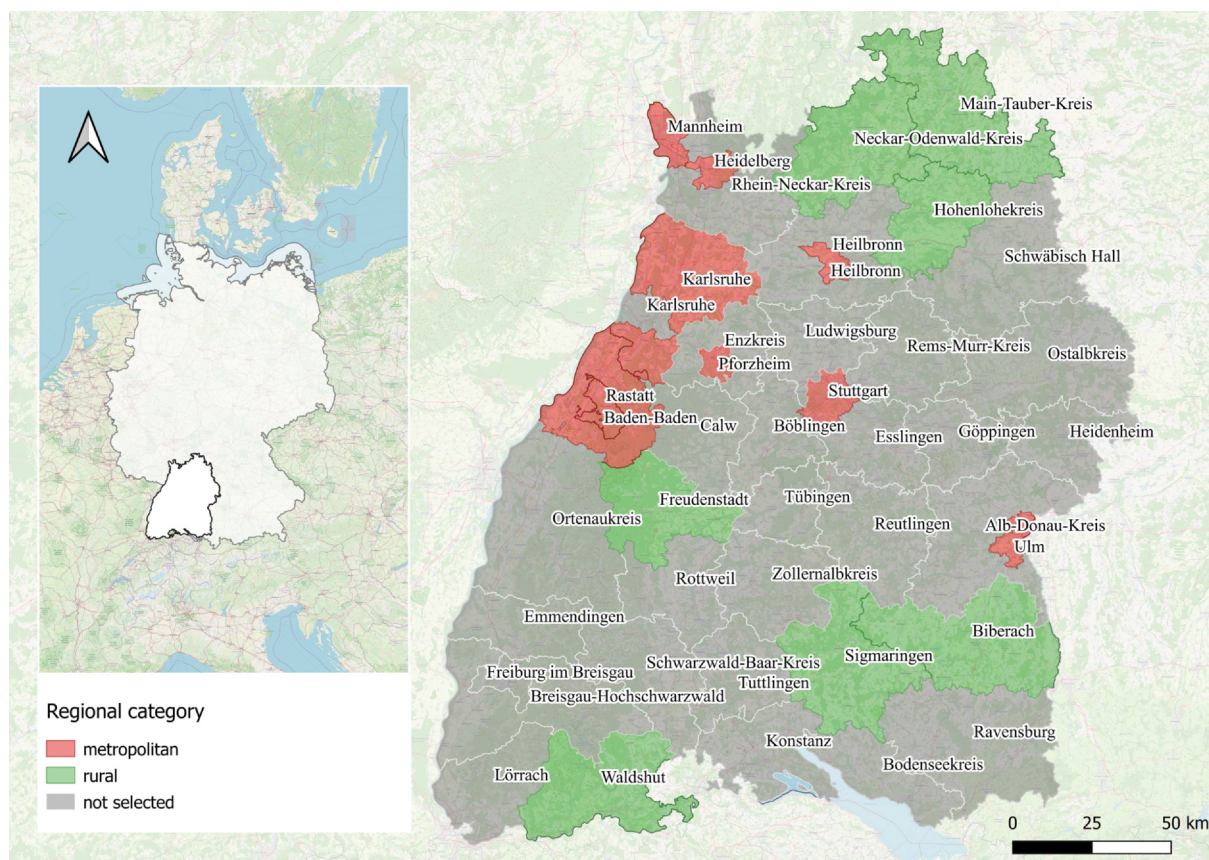 Main-Tauber-Kreis
Mannheim
Neckar-Odenwald-Kreis
Heidelberg
Rhein-Neckar-Kreis
Hohenlohekreis
Heilbronn
Schwäbisch Hall
Heilbronn
Karlsruhe
Karlsruhe
Ludwigsburg
Enzkreis
Rems-Murr-Kreis
Ostalbkreis
Pforzheim
Stuttgart
Rastatt
Baden-Baden
Calw
Böblingen
Esslingen
Göppingen
Heidenheim
Freudenstadt
Tübingen
Ortenaukreis
Reutlingen
Alb-Donau-Kreis
Ulm
Rottweil
Zollernalbkreis
Emmendingen
Biberach
Sigmaringen
Freiburg im Breisgau
Schwarzwald-Baar-Kreis
Tuttlingen
Breisgau-Hochschwarzwald
Ravensburg
Konstanz
Bodenseekreis
Lörrach
Waldshut
Regional category
metropolitan
rural
not selected
0 25 50 km